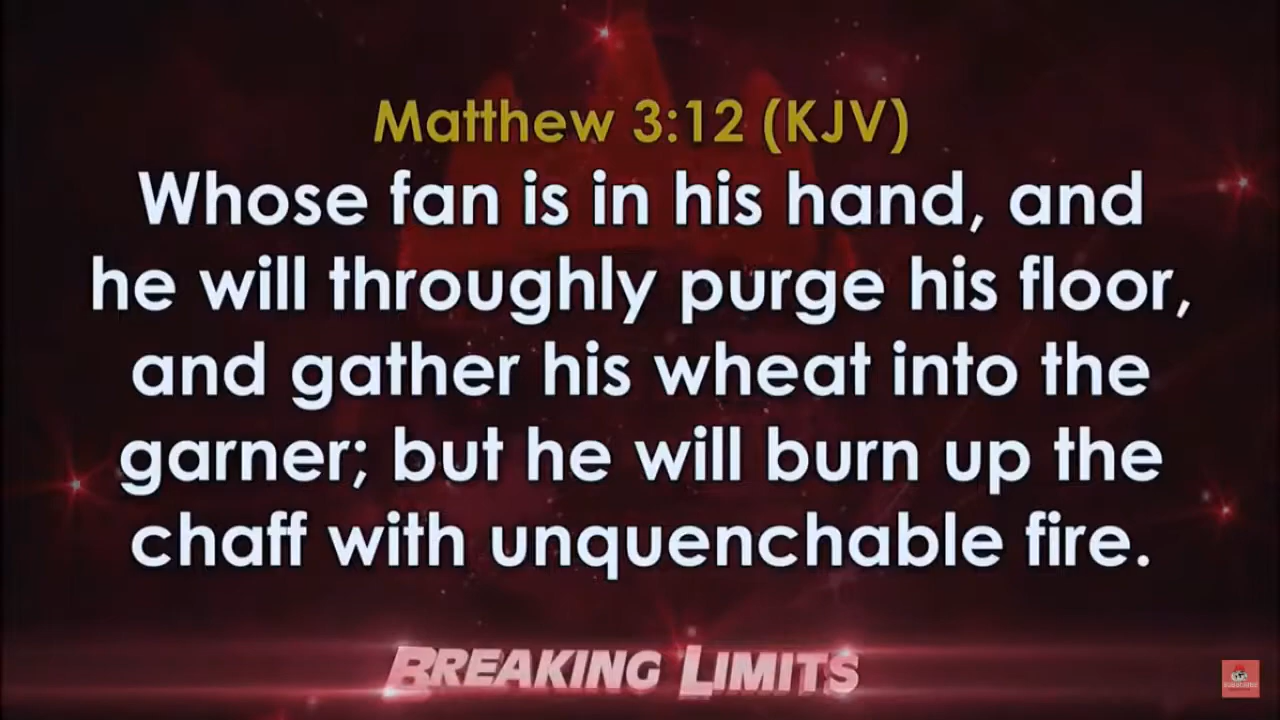 Matthew 3:12 (KJV)
Whose fan is in his hand, and
he will throughly purge his floor,
and gather his wheat into the
garner; but he will burn up the
chaff with unquenchable fire.
BREAKING LIMITS